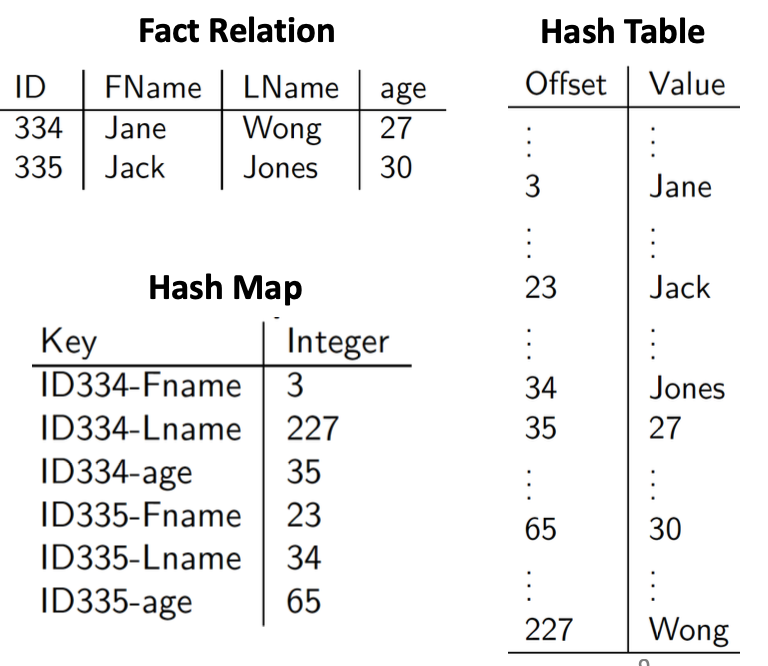 Fact Relation
ID FName LName age
334 Jane Wong 27
335 Jack Jones 30
Hash Map
Key Integer
ID334-Fname 3
ID334-Lname 227
ID334-age 35
ID335-Fname 23
ID335-Lname 34
ID335-age 65
Hash Table
Offset Value
⋮ ⋮
3 Jane
⋮ ⋮
23 Jack
⋮ ⋮
34 Jones
35 27
⋮ ⋮
65 30
⋮ ⋮
227 Wong